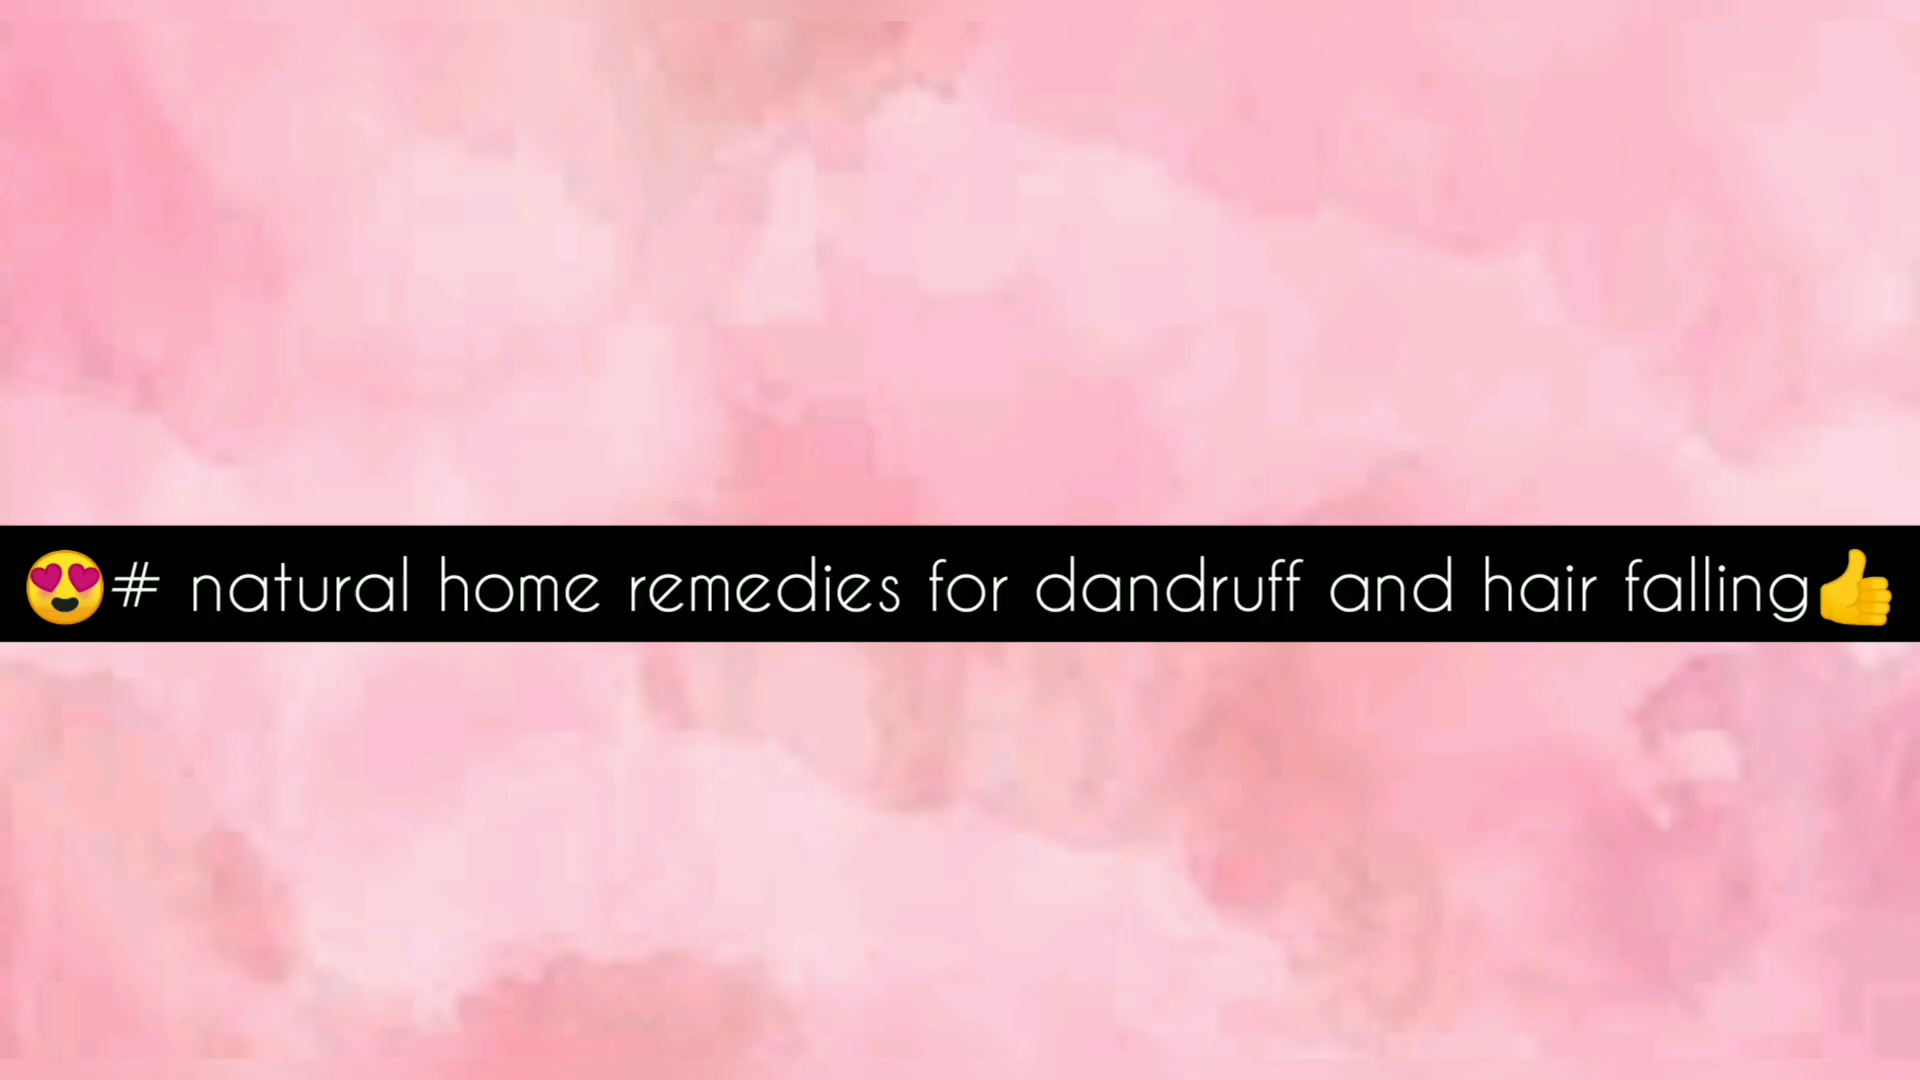 😍# natural home remedies for dandruff and hair falling👍